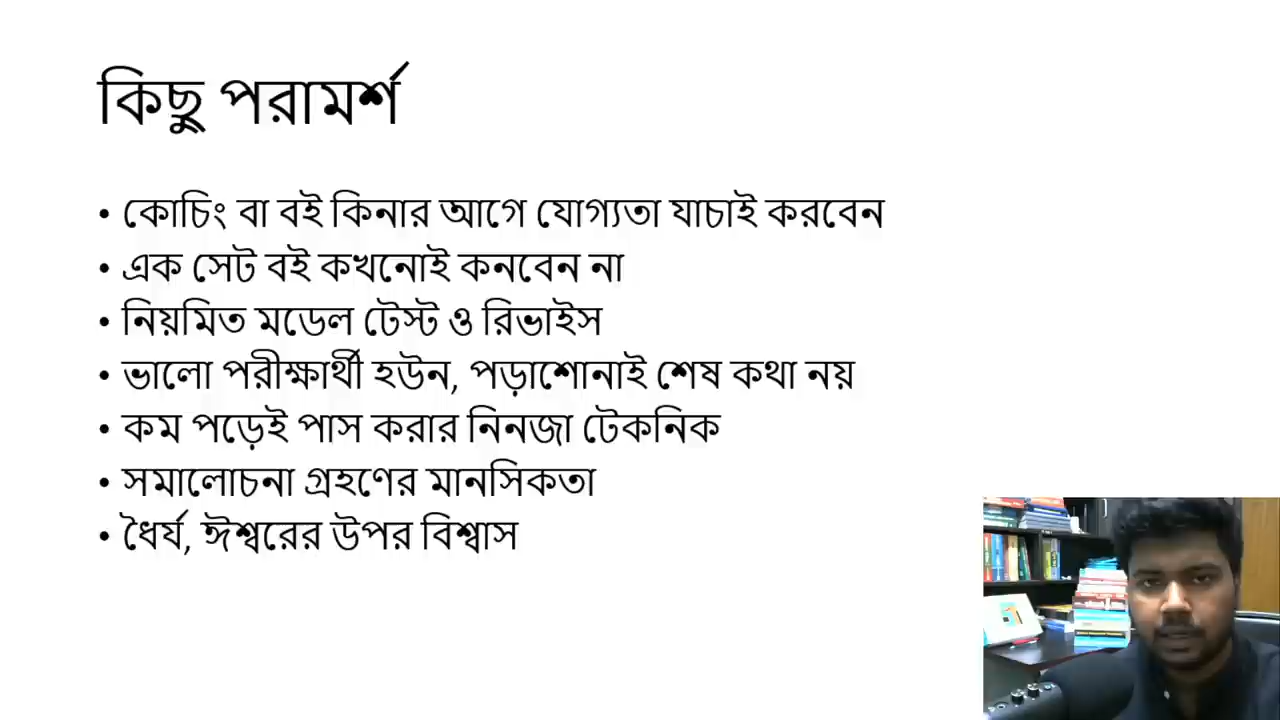 কিছু পরামর্শ
• কোচিং বা বই কিনার আগে যোগ্যতা যাচাই করবেন
• এক সেট বই কখনোই কনবেন না
• নিয়মিত মডেল টেস্ট ও রিভাইস
• ভালো পরীক্ষার্থী হউন, পড়াশোনাই শেষ কথা নয়
• কম পড়েই পাস করার নিনজা টেকনিক
• সমালোচনা গ্রহণের মানসিকতা
• ধৈর্য, ঈশ্বরের উপর বিশ্বাস